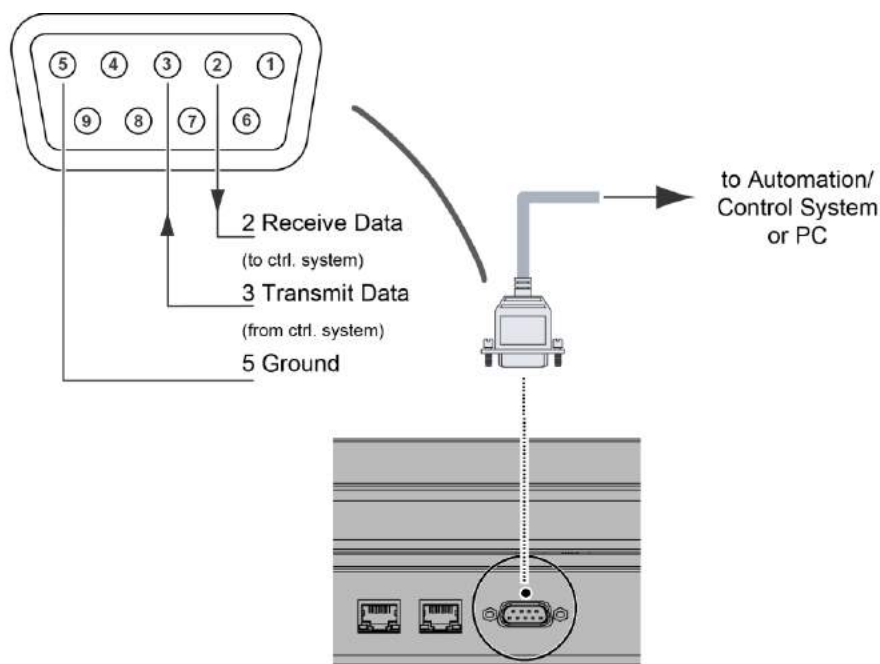 5 4 3 2 1
9 8 7 6
2 Receive Data
(to ctrl. system)
3 Transmit Data
(from ctrl. system)
5 Ground
to Automation/
Control System
or PC